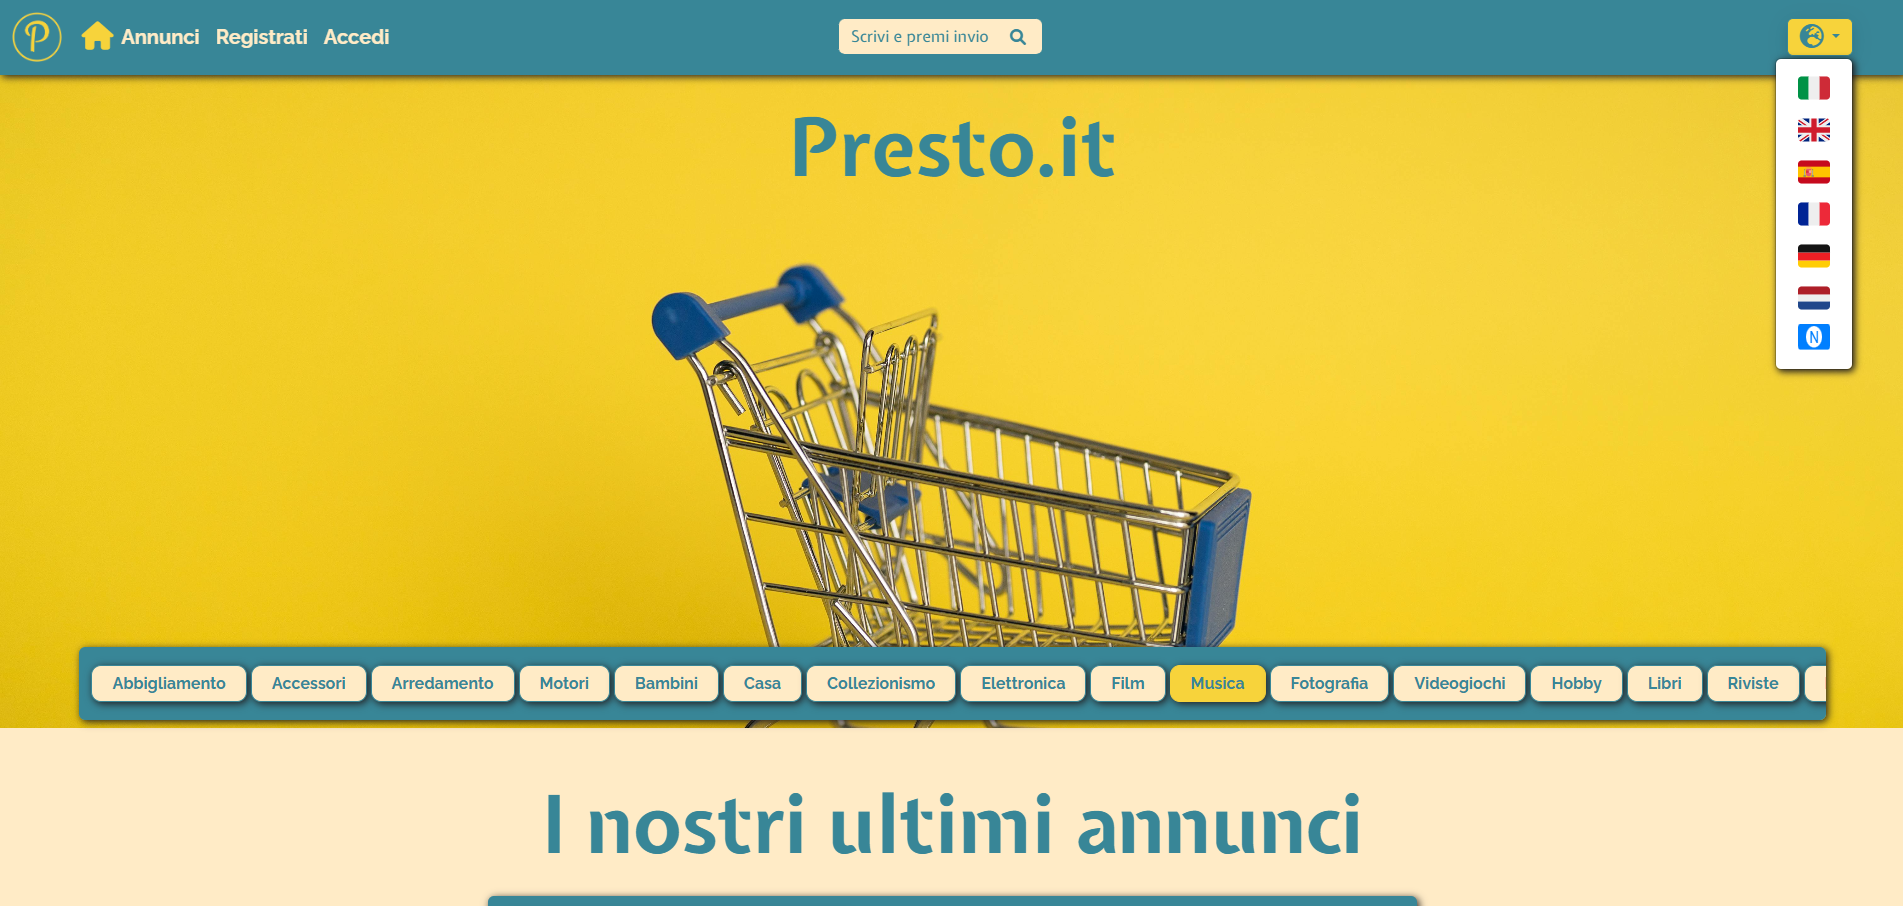 P Annunci Registrati Accedi Scrivi e premi invio
Presto.it
N
Abbigliamento Accessori Arredamento Motori Bambini Casa Collezionismo Elettronica Film Musica Fotografia Videogiochi Hobby Libri Riviste
I nostri ultimi annunci